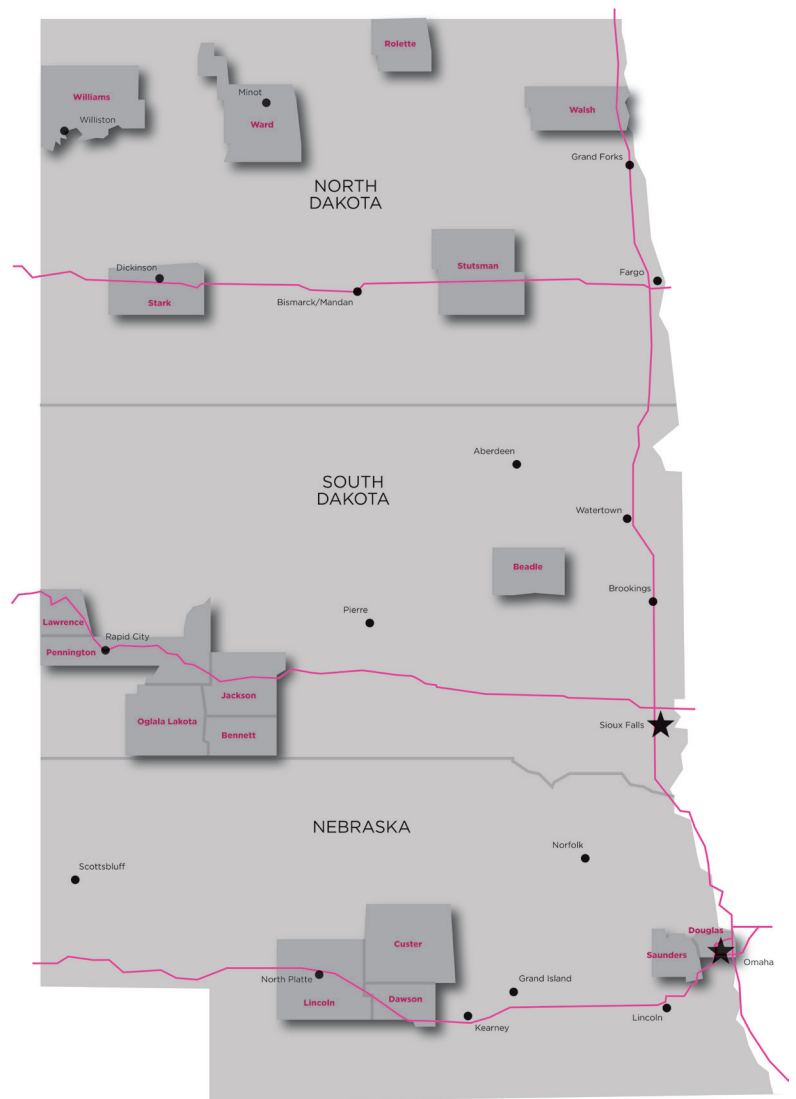 Rolette
Williams
Minot
Walsh
Williston
Ward
Grand Forks
NORTH
DAKOTA
Dickinson
Stutsman
Fargo
Stark
Bismarck/Mandan
Aberdeen
SOUTH
DAKOTA
Watertown
Beadle
Brookings
Pierre
Lawrence
Rapid City
Pennington
Jackson
Oglala Lakota
Sioux Falls
Bennett
NEBRASKA
Norfolk
Scottsbluff
Douglas
Custer
Saunders
Omaha
North Platte
Grand Island
Lincoln
Dawson
Lincoln
Kearney